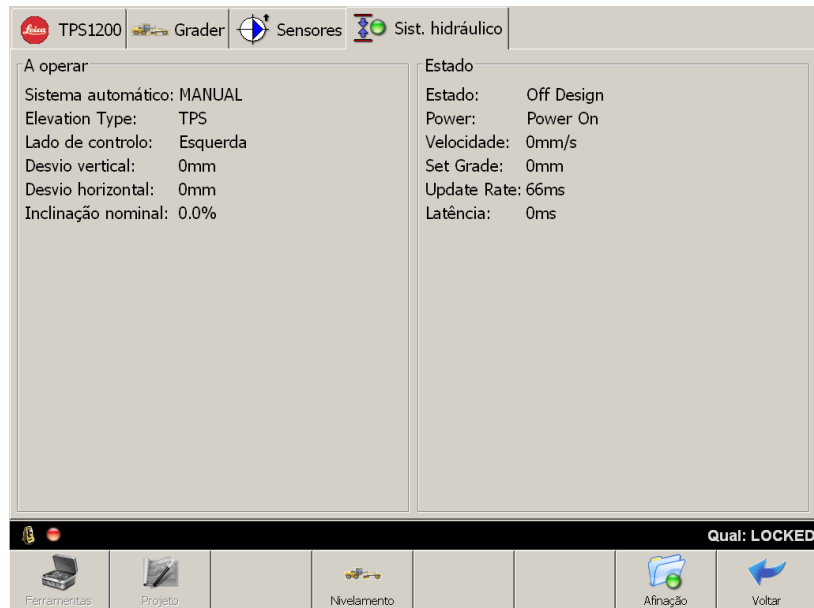 Leica TPS1200 Grader Sensores Sist. hidráulico
A operar
Sistema automático: MANUAL
Elevation Type: TPS
Lado de controlo: Esquerda
Desvio vertical: 0mm
Desvio horizontal: 0mm
Inclinação nominal: 0.0%
Estado
Estado: Off Design
Power: Power On
Velocidade: 0mm/s
Set Grade: 0mm
Update Rate: 66ms
Latência: 0ms
Qual: LOCKED
Ferramentas Projeto Nivelamento Afinação Voltar